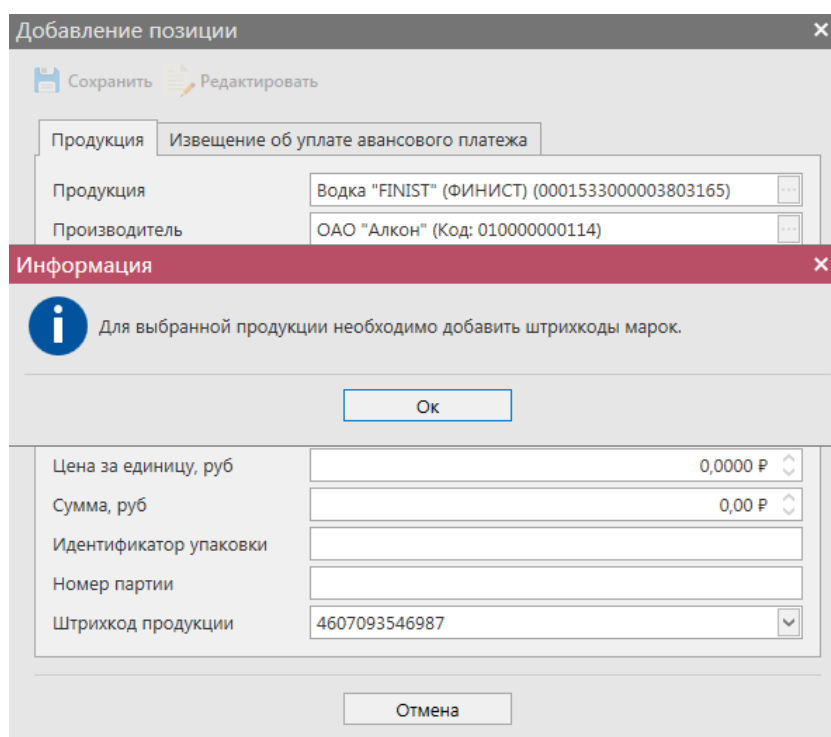 Добавление позиции
Сохранить Редактировать
Продукция Извещение об уплате авансового платежа
Продукция Водка "FINIST" (ФИНИСТ) (0001533000003803165)
Производитель ОАО "Алкон" (Код: 010000000114)
Информация
Для выбранной продукции необходимо добавить штрихкоды марок.
Ок
Цена за единицу, руб 0,0000 ₽
Сумма, руб 0,00 ₽
Идентификатор упаковки
Номер партии
Штрихкод продукции 4607093546987
Отмена